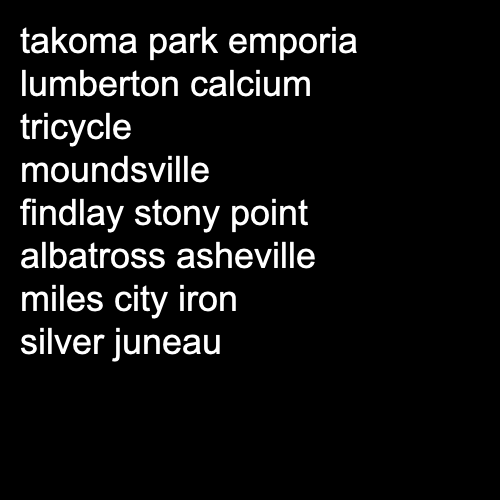 takoma park emporia
lumberton calcium
tricycle
moundsville
findlay stony point
albatross asheville
miles city iron
silver juneau